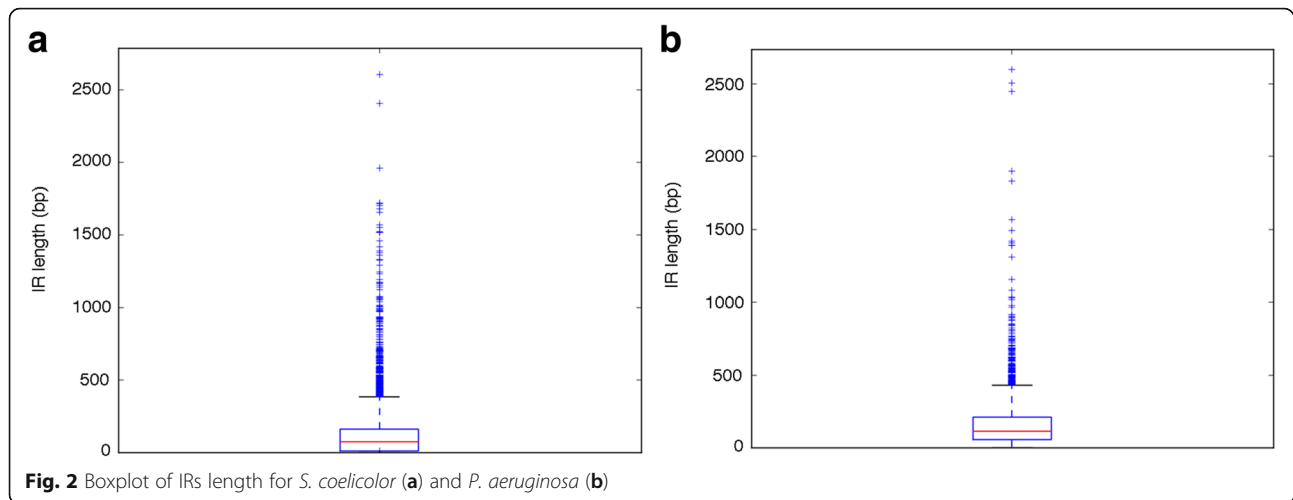 a
2500
2000
1500
1000
500
0
IR length (bp)
b
2500
2000
1500
1000
500
0
IR length (bp)
Fig. 2 Boxplot of IRs length for S. coelicolor (a) and P. aeruginosa (b)